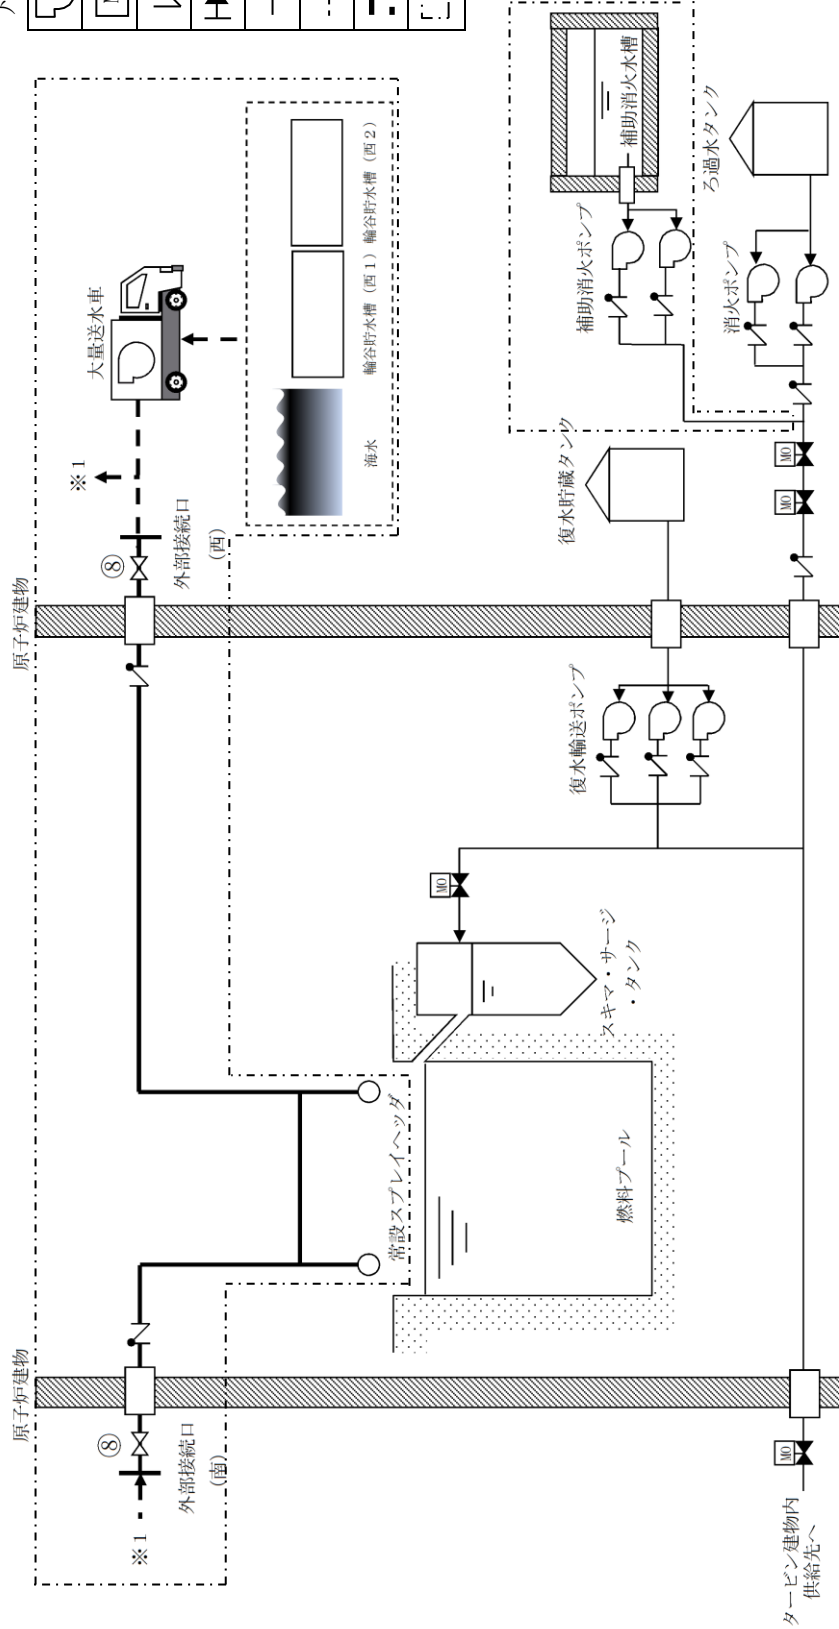 原子炉建物
原子炉建物
※1
⑧
外部接続口
(南)
常設スプレイヘッダ
燃料プール
スキマ・サージ
・タンク
MO
タービン建物内
供給先へ
MO
⑧
外部接続口
(西)
※1
大量送水車
海水
輪谷貯水槽(西1)
輪谷貯水槽(西2)
復水輸送ポンプ
復水貯蔵タンク
MO
MO
補助消火ポンプ
補助消火水槽
消火ポンプ
ろ過水タンク